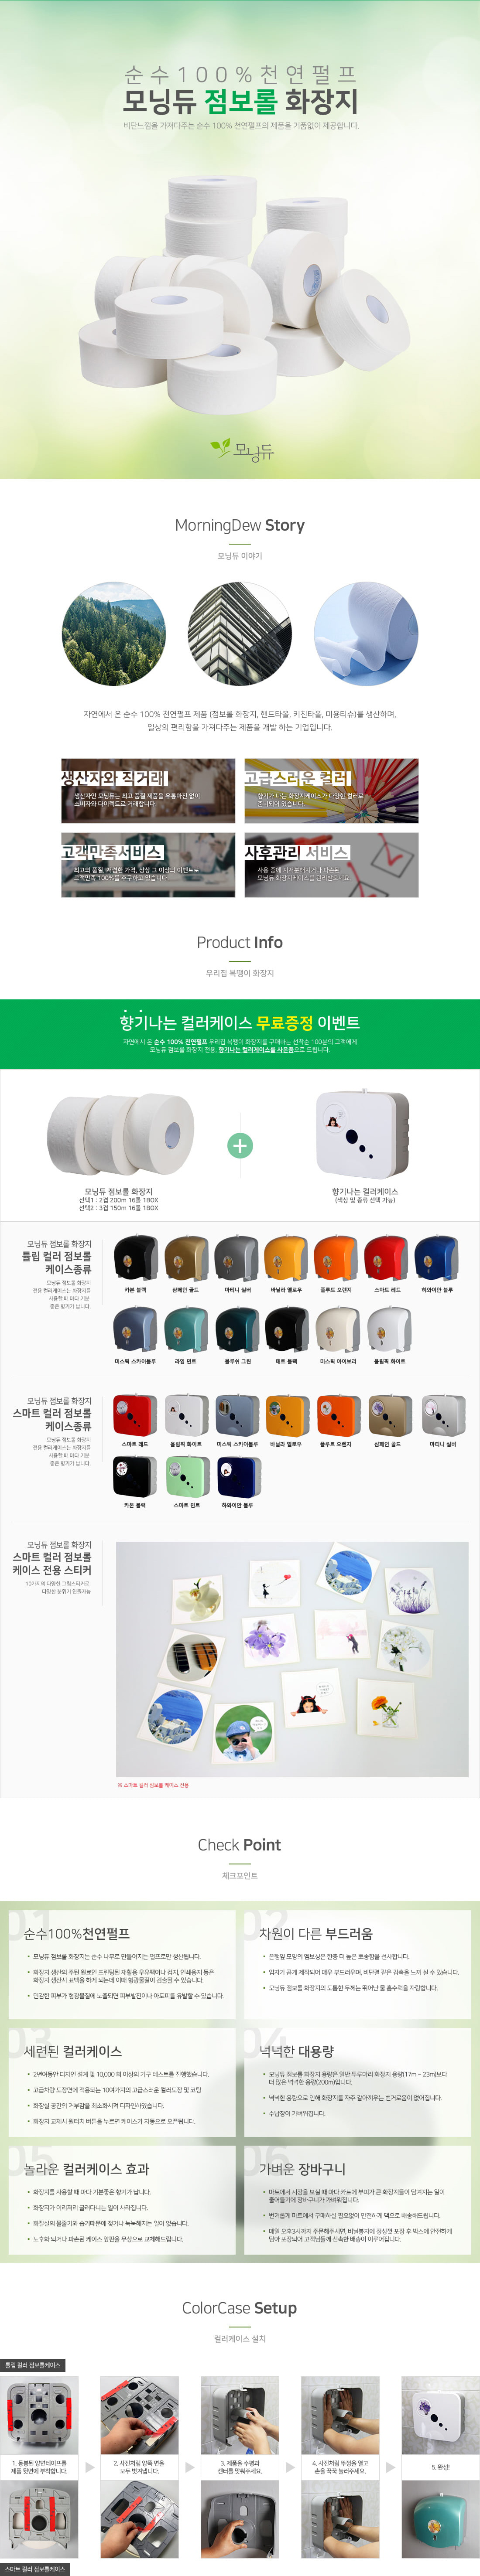 순수100%천연펄프
모닝듀 점보롤 화장지
비단느낌을 가져다주는 순수 100% 천연펄프의 제품을 거품없이 제공합니다.
모닝듀
MorningDew Story
모닝듀 이야기
자연에서 온 순수 100% 천연펄프 제품 (점보롤 화장지, 핸드타올, 키친타올, 미용티슈)를 생산하며,
일상의 편리함을 가져다주는 제품을 개발 하는 기업입니다.
생산자와 직거래
생산자인 모닝듀는 최고 품질 제품을 유통마진 없이
소비자와 다이렉트로 거래합니다.
고급스러운 컬러
향기가 나는 화장지케이스가 다양한 컬러로
준비되어 있습니다.
고객만족서비스
최고의 품질, 저렴한 가격, 상상 그 이상의 이벤트로
고객만족 100%를 추구하고 있습니다.
사후관리 서비스
사용 중에 지저분해지거나 파손된
모닝듀 화장지케이스를 관리받으세요.
Product Info
우리집 복뎅이 화장지
향기나는 컬러케이스 무료증정 이벤트
자연에서 온 순수 100% 천연펄프 우리집 복뎅이 화장지를 구매하는 선착순 100분의 고객에게
모닝듀 점보롤 화장지 전용, 향기나는 컬러케이스를 사은품으로 드립니다.
모닝듀 점보롤 화장지
선택1 : 2겹 200m 16롤 1BOX
선택2 : 3겹 150m 16롤 1BOX
향기나는 컬러케이스
(색상 및 종류 선택 가능)
모닝듀 점보롤 화장지
튤립 컬러 점보롤
케이스종류
모닝듀 점보롤 화장지
전용 컬러케이스는 화장지를
사용할 때 마다 기분
좋은 향기가 납니다.
카본 블랙
샴페인 골드
마티니 실버
바닐라 옐로우
플루트 오렌지
스마트 레드
하와이안 블루
미스틱 스카이블루
라임 민트
볼루쉬 그린
매트 블랙
미스틱 아이보리
올림픽 화이트
모닝듀 점보롤 화장지
스마트 컬러 점보롤
케이스종류
모닝듀 점보롤 화장지
전용 컬러케이스는 화장지를
사용할 때 마다 기분
좋은 향기가 납니다.
스마트 레드
올림픽 화이트
미스틱 스카이블루
바닐라 옐로우
플루트 오렌지
샴페인 골드
마티니 실버
카본 블랙
스마트 민트
하와이안 블루
모닝듀 점보롤 화장지
스마트 컬러 점보롤
케이스 전용 스티커
10가지의 다양한 그림스티커로
다양한 분위기 연출가능
※ 스마트 컬러 점보롤 케이스 전용
Check Point
체크포인트
01
순수100%천연펄프
• 모닝듀 점보롤 화장지는 순수 나무로 만들어지는 펄프로만 생산됩니다.
• 화장지 생산의 주된 원료인 프린팅된 재활용 우유팩이나 컵지, 인쇄용지 등은
화장지 생산시 표백을 하게 되는데 이때 형광물질이 검출될 수 있습니다.
• 민감한 피부가 형광물질에 노출되면 피부발진이나 아토피를 유발할 수 있습니다.
02
차원이 다른 부드러움
• 은행잎 모양의 엠보싱은 한층 더 높은 뽀송함을 선사합니다.
• 입자가 곱게 제작되어 매우 부드러우며, 비단결 같은 감촉을 느끼 실 수 있습니다.
• 모닝듀 점보롤 화장지의 도톰한 두께는 뛰어난 물 흡수력을 자랑합니다.
03
세련된 컬러케이스
• 2년여동안 디자인 설계 및 10,000 회 이상의 기구 테스트를 진행했습니다.
• 고급차량 도장면에 적용되는 10여가지의 고급스러운 컬러도장 및 코팅
• 화장실 공간의 거부감을 최소화시켜 디자인하였습니다.
• 화장지 교체시 원터치 버튼을 누르면 케이스가 자동으로 오픈됩니다.
04
넉넉한 대용량
• 모닝듀 점보롤 화장지 용량은 일반 두루마리 화장지 용량(17m ~ 23m)보다
더 많은 넉넉한 용량(200m)입니다.
• 넉넉한 용량으로 인해 화장지를 자주 갈아끼우는 번거로움이 없어집니다.
• 수납장이 가벼워집니다.
05
놀라운 컬러케이스 효과
• 화장지를 사용할 때 마다 기분좋은 향기가 납니다.
• 화장지가 이리저리 굴러다니는 일이 사라집니다.
• 화장실의 물줄기와 습기때문에 젖거나 눅눅해지는 일이 없습니다.
• 노후화 되거나 파손된 케이스 앞판을 무상으로 교체해드립니다.
06
가벼운 장바구니
• 마트에서 시장을 보실 때 마다 카트에 부피가 큰 화장지들이 담겨지는 일이
줄어들기에 장바구니가 가벼워집니다.
• 번거롭게 마트에서 구매하실 필요없이 안전하게 댁으로 배송해드립니다.
• 매일 오후3시까지 주문해주시면, 비닐봉지에 정성껏 포장 후 박스에 안전하게
담아 포장되어 고객님들께 신속한 배송이 이루어집니다.
ColorCase Setup
컬러케이스 설치
튤립 컬러 점보롤케이스
1. 동봉된 양면테이프를
제품 뒷면에 부착합니다.
2. 사진처럼 양쪽 면을
모두 벗겨냅니다.
3. 제품을 수평과
센터를 맞춰주세요.
4. 사진처럼 뚜껑을 열고
손을 꾹꾹 눌러주세요.
5. 완성!
스마트 컬러 점보롤케이스